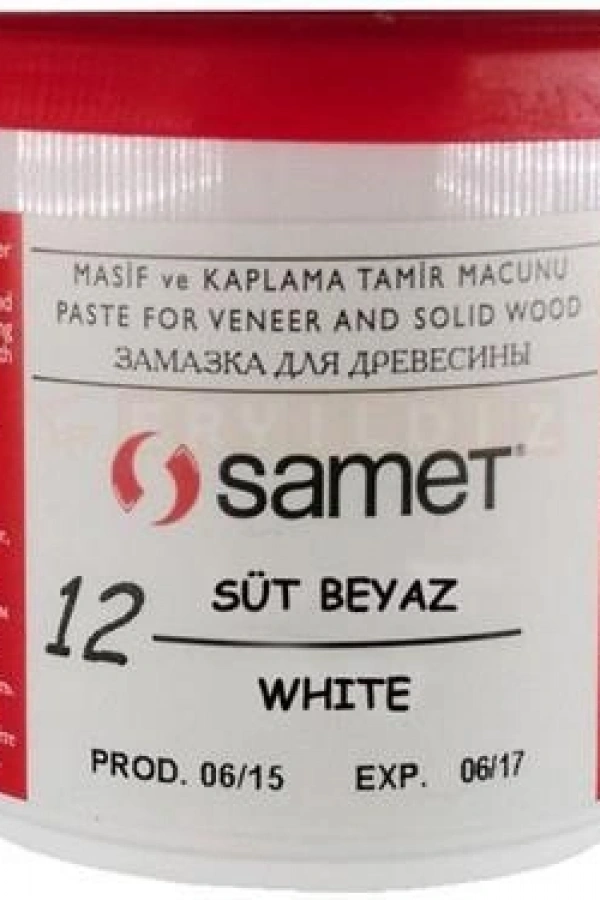 MASİF ve KAPLAMA TAMİR MACUNU
PASTE FOR VENEER AND SOLID WOOD
ЗАМАЗКА ДЛЯ ДРЕВЕСИНЫ
ERYILDIZ
sameT®
12
SÜT BEYAZ
WHITE
PROD. 06/15 EXP. 06/17